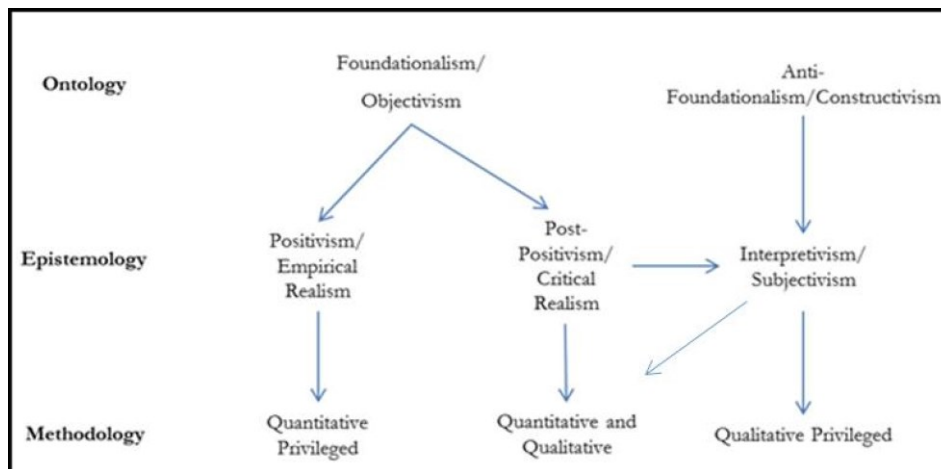 Ontology
Foundationalism/
Objectivism
Anti-
Foundationalism/Constructivism
Epistemology
Positivism/
Empirical
Realism
Post-
Positivism/
Critical
Realism
Interpretivism/
Subjectivism
Methodology
Quantitative
Privileged
Quantitative and
Qualitative
Qualitative Privileged